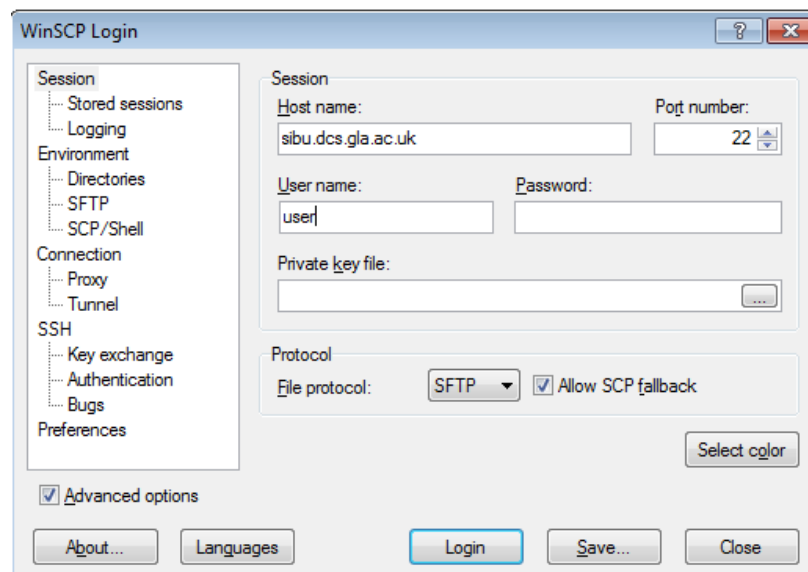 WinSCP Login
Session
Stored sessions
Logging
Environment
Directories
SFTP
SCP/Shell
Connection
Proxy
Tunnel
SSH
Key exchange
Authentication
Bugs
Preferences
Advanced options
Session
Host name: Port number:
sibu.dcs.gla.ac.uk 22
User name: Password:
user
Private key file:
...
Protocol
File protocol: SFTP Allow SCP fallback
Select color
About... Languages Login Save... Close